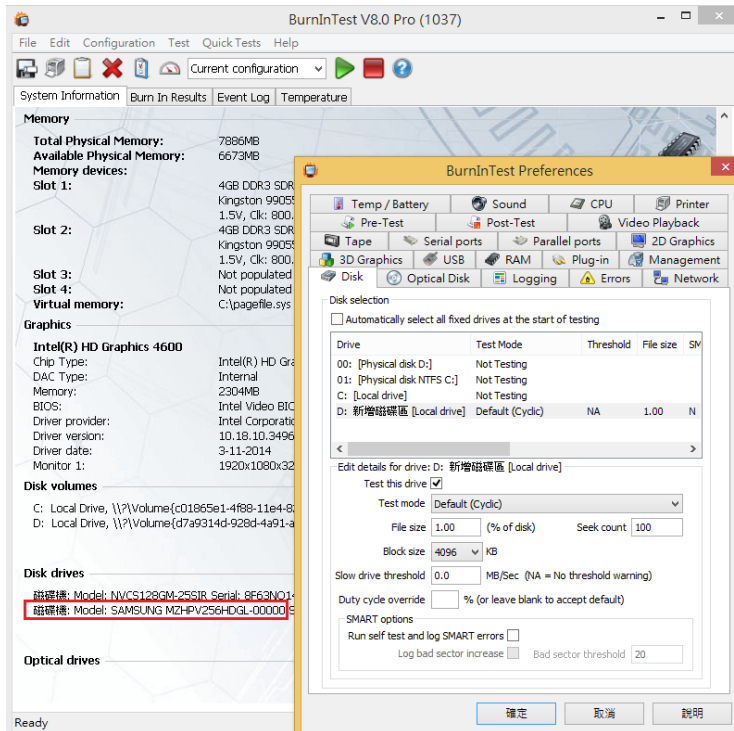 BurnInTest V8.0 Pro (1037)
File Edit Configuration Test Quick Tests Help
Current configuration
System Information Burn In Results Event Log Temperature
Memory
Total Physical Memory: 7886MB
Available Physical Memory: 6673MB
Memory devices:
Slot 1: 4GB DDR3 SDR
Kingston 99055
1.5V, Clk: 800.
Slot 2: 4GB DDR3 SDR
Kingston 99055
1.5V, Clk: 800.
Slot 3: Not populated
Slot 4: Not populated
Virtual memory: C:\pagefile.sys
Graphics
Intel(R) HD Graphics 4600
Chip Type: Intel(R) HD Gra
DAC Type: Internal
Memory: 2304MB
BIOS: Intel Video BIO
Driver provider: Intel Corporatio
Driver version: 10.18.10.3496
Driver date: 3-11-2014
Monitor 1: 1920x1080x32
Disk volumes
C: Local Drive, \\?\Volume{c01865e1-4f88-11e4-8
D: Local Drive, \\?\Volume{d7a9314d-928d-4a91-a
Disk drives
磁碟機: Model: NVCS128GM-25SIR Serial: 8F63NO14
磁碟機: Model: SAMSUNG MZHPV256HDGL-00000 S
Optical drives
Ready
BurnInTest Preferences
Temp / Battery Sound CPU Printer
Pre-Test Post-Test Video Playback
Tape Serial ports Parallel ports 2D Graphics
3D Graphics USB RAM Plug-in Management
Disk Optical Disk Logging Errors Network
Disk selection
Automatically select all fixed drives at the start of testing
Drive Test Mode Threshold File size SM
00: [Physical disk D:] Not Testing
01: [Physical disk NTFS C:] Not Testing
C: [Local drive] Not Testing
D: 新增磁碟區 [Local drive] Default (Cyclic) NA 1.00 N
Edit details for drive: D: 新增磁碟區 [Local drive]
Test this drive
Test mode Default (Cyclic)
File size 1.00 (% of disk) Seek count 100
Block size 4096 KB
Slow drive threshold 0.0 MB/Sec (NA = No threshold warning)
Duty cycle override % (or leave blank to accept default)
SMART options
Run self test and log SMART errors
Log bad sector increase Bad sector threshold 20
確定 取消 說明